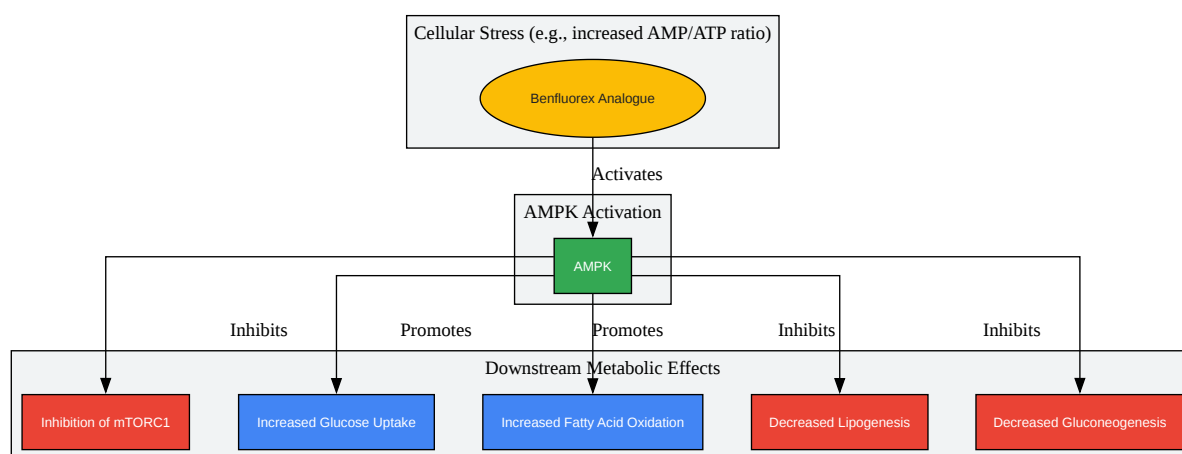 Cellular Stress (e.g., increased AMP/ATP ratio)
Benfluorex Analogue
Activates
AMPK Activation
AMPK
Inhibits
Promotes
Promotes
Inhibits
Inhibits
Downstream Metabolic Effects
Inhibition of mTORC1
Increased Glucose Uptake
Increased Fatty Acid Oxidation
Decreased Lipogenesis
Decreased Gluconeogenesis